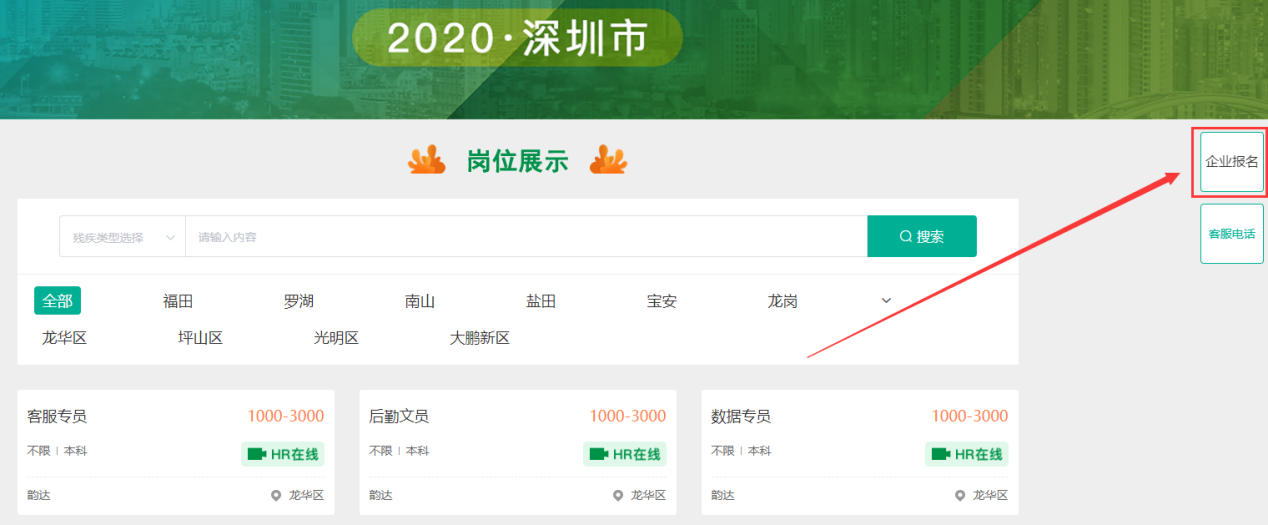 2020·深圳市
岗位展示
企业报名
客服电话
残疾类型选择 请输入内容 搜索
全部 福田 罗湖 南山 盐田 宝安 龙岗
龙华区 坪山区 光明区 大鹏新区
客服专员 1000-3000 后勤文员 1000-3000 数据专员 1000-3000
不限 | 本科 HR在线 不限 | 本科 HR在线 不限 | 本科 HR在线
韵达 龙华区 韵达 龙华区 韵达 龙华区